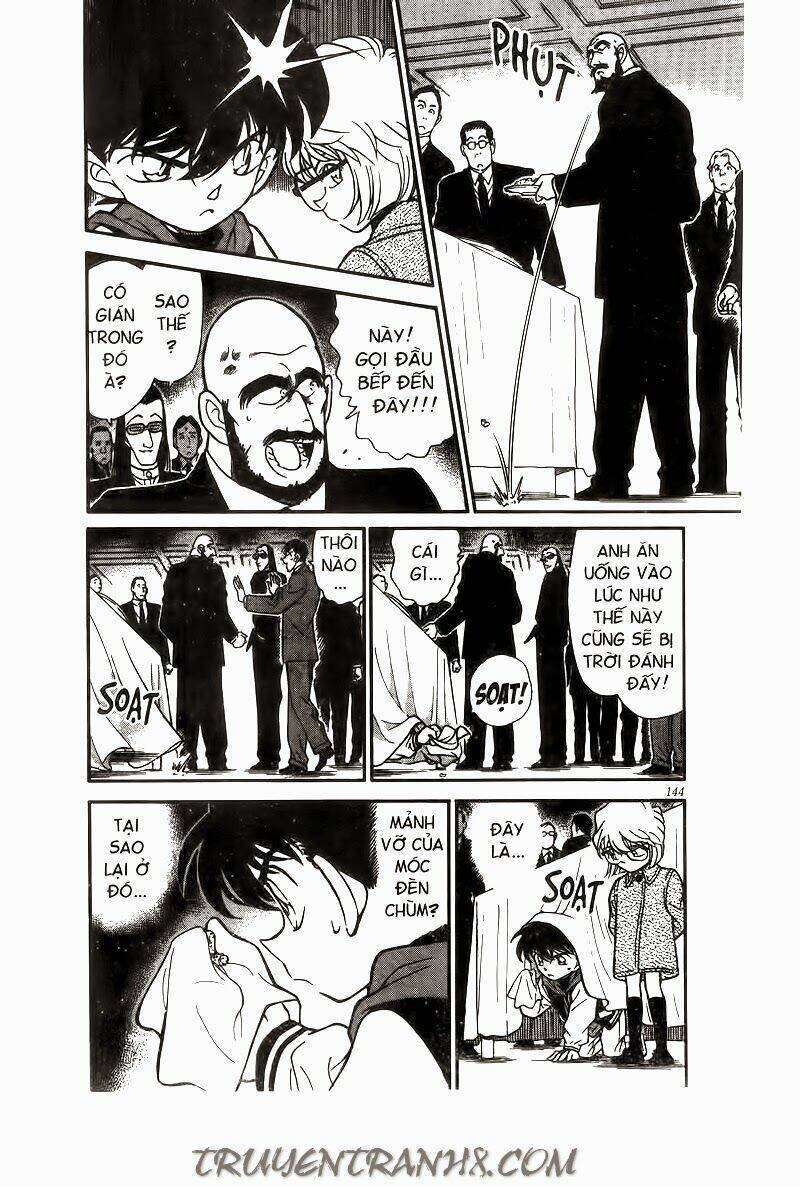 PHỤT
NÀY!
GỌI ĐẦU
BẾP ĐẾN
ĐÂY!!!
SAO
THẾ
?
CÓ
GIÁN
TRONG
ĐÓ
À?
THÔI
NÀO
...
SOẠT
ANH ĂN
UỐNG VÀO
LÚC NHƯ
THẾ NÀY
CŨNG SẼ BỊ
TRỜI ĐÁNH
ĐẤY!
CÁI
GÌ...
SOẠT!
144
MẢNH
VỠ CỦA
MÓC
ĐÈN
CHÙM?
TẠI
SAO
LẠI Ở
ĐÓ...
ĐÂY
LÀ...
SOẠT
TRUYENTRANH8.COM